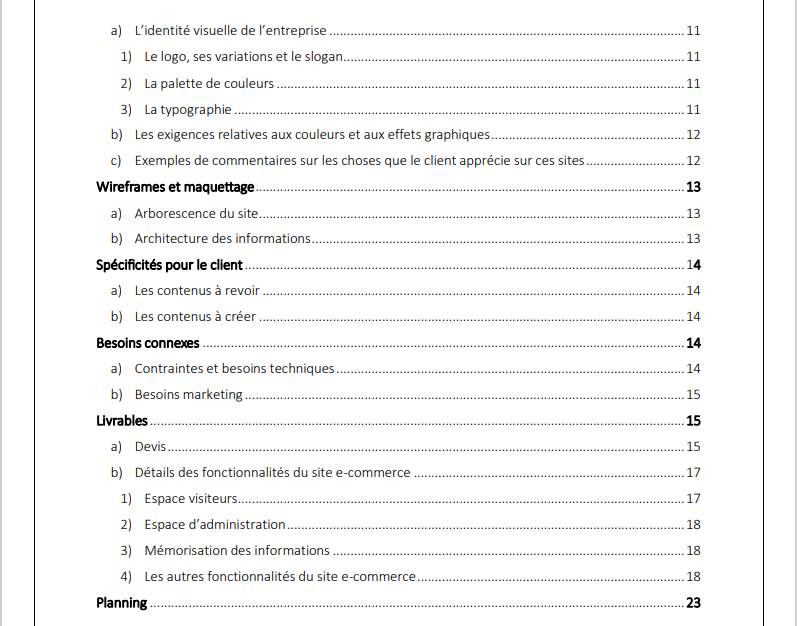 a) L'identité visuelle de l'entreprise ........ 11
1) Le logo, ses variations et le slogan ........ 11
2) La palette de couleurs ........ 11
3) La typographie ........ 11
b) Les exigences relatives aux couleurs et aux effets graphiques ........ 12
c) Exemples de commentaires sur les choses que le client apprécie sur ces sites ........ 12
Wireframes et maquettage ........ 13
a) Arborescence du site ........ 13
b) Architecture des informations ........ 13
Spécificités pour le client ........ 14
a) Les contenus à revoir ........ 14
b) Les contenus à créer ........ 14
Besoins connexes ........ 14
a) Contraintes et besoins techniques ........ 14
b) Besoins marketing ........ 15
Livrables ........ 15
a) Devis ........ 15
b) Détails des fonctionnalités du site e-commerce ........ 17
1) Espace visiteurs ........ 17
2) Espace d'administration ........ 18
3) Mémorisation des informations ........ 18
4) Les autres fonctionnalités du site e-commerce ........ 18
Planning ........ 23